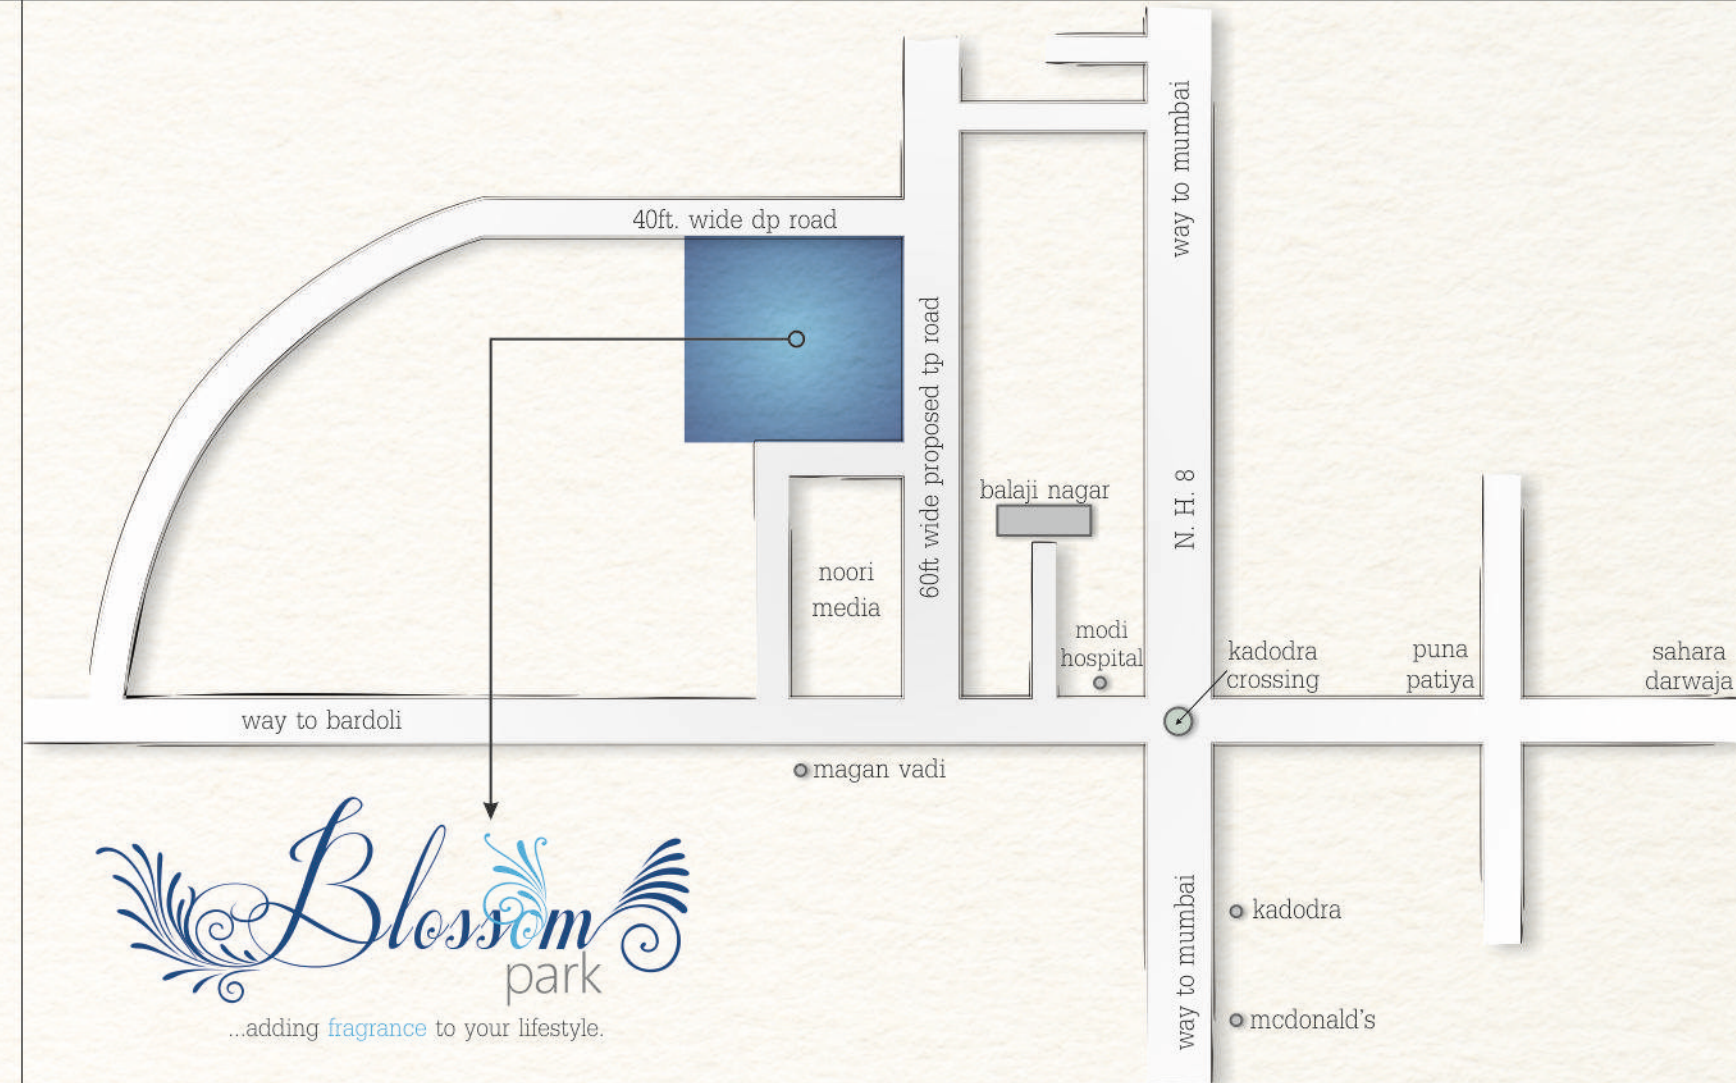 way to mumbai
40ft. wide dp road
60ft wide proposed tp road
N. H. 8
balaji nagar
noori
media
modi
hospital
kadodra
crossing
puna
patiya
sahara
darwaja
way to bardoli
magan vadi
Blossom
park
...adding fragrance to your lifestyle.
way to mumbai
kadodra
mcdonald's